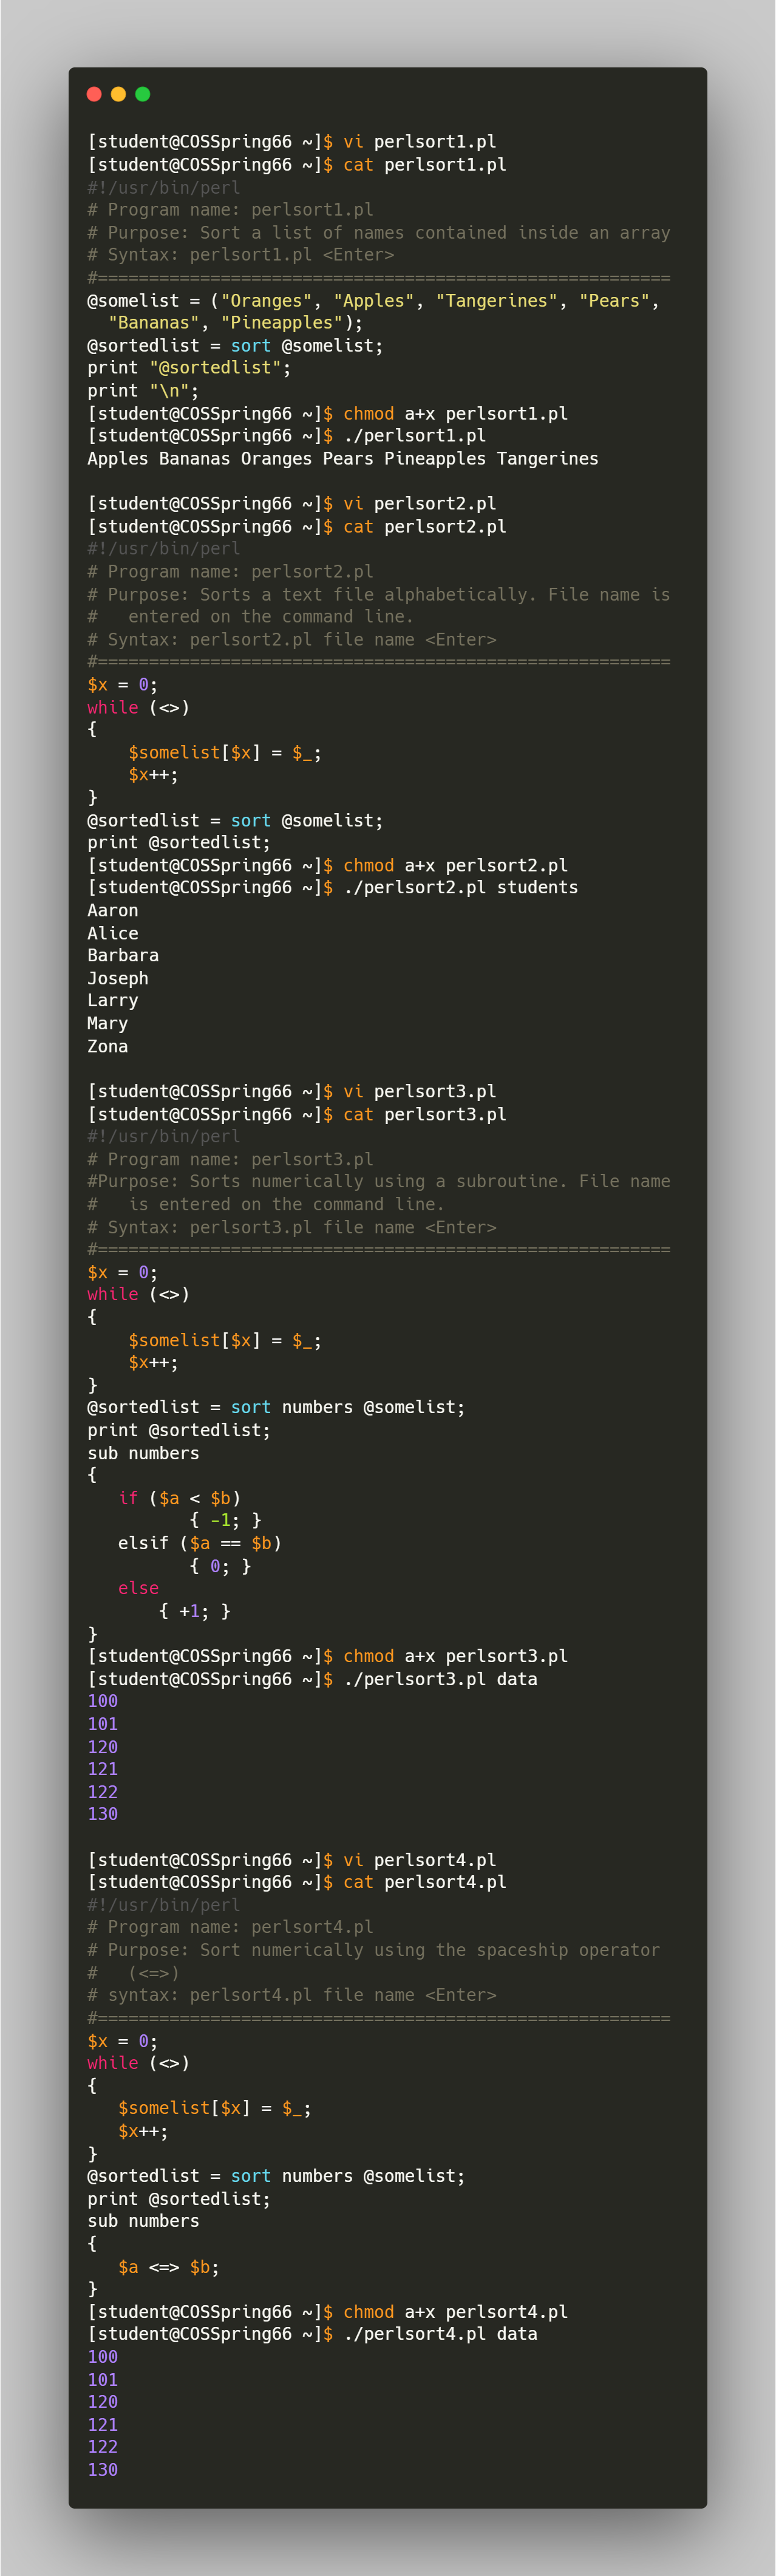 [student@COSSpring66 ~]$ vi perlsort1.pl
[student@COSSpring66 ~]$ cat perlsort1.pl
#!/usr/bin/perl
# Program name: perlsort1.pl
# Purpose: Sort a list of names contained inside an array
# Syntax: perlsort1.pl <Enter>
#========================================================
@somelist = ("Oranges", "Apples", "Tangerines", "Pears",
  "Bananas", "Pineapples");
@sortedlist = sort @somelist;
print "@sortedlist";
print "\n";
[student@COSSpring66 ~]$ chmod a+x perlsort1.pl
[student@COSSpring66 ~]$ ./perlsort1.pl
Apples Bananas Oranges Pears Pineapples Tangerines

[student@COSSpring66 ~]$ vi perlsort2.pl
[student@COSSpring66 ~]$ cat perlsort2.pl
#!/usr/bin/perl
# Program name: perlsort2.pl
# Purpose: Sorts a text file alphabetically. File name is
#   entered on the command line.
# Syntax: perlsort2.pl file name <Enter>
#========================================================
$x = 0;
while (<>)
{
    $somelist[$x] = $_;
    $x++;
}
@sortedlist = sort @somelist;
print @sortedlist;
[student@COSSpring66 ~]$ chmod a+x perlsort2.pl
[student@COSSpring66 ~]$ ./perlsort2.pl students
Aaron
Alice
Barbara
Joseph
Larry
Mary
Zona

[student@COSSpring66 ~]$ vi perlsort3.pl
[student@COSSpring66 ~]$ cat perlsort3.pl
#!/usr/bin/perl
# Program name: perlsort3.pl
#Purpose: Sorts numerically using a subroutine. File name
#   is entered on the command line.
# Syntax: perlsort3.pl file name <Enter>
#========================================================
$x = 0;
while (<>)
{
    $somelist[$x] = $_;
    $x++;
}
@sortedlist = sort numbers @somelist;
print @sortedlist;
sub numbers
{
   if ($a < $b)
          { -1; }
   elsif ($a == $b)
          { 0; }
   else
       { +1; }
}
[student@COSSpring66 ~]$ chmod a+x perlsort3.pl
[student@COSSpring66 ~]$ ./perlsort3.pl data
100
101
120
121
122
130

[student@COSSpring66 ~]$ vi perlsort4.pl
[student@COSSpring66 ~]$ cat perlsort4.pl
#!/usr/bin/perl
# Program name: perlsort4.pl
# Purpose: Sort numerically using the spaceship operator
#   (<=>)
# syntax: perlsort4.pl file name <Enter>
#========================================================
$x = 0;
while (<>)
{
   $somelist[$x] = $_;
   $x++;
}
@sortedlist = sort numbers @somelist;
print @sortedlist;
sub numbers
{
   $a <=> $b;
}
[student@COSSpring66 ~]$ chmod a+x perlsort4.pl
[student@COSSpring66 ~]$ ./perlsort4.pl data
100
101
120
121
122
130